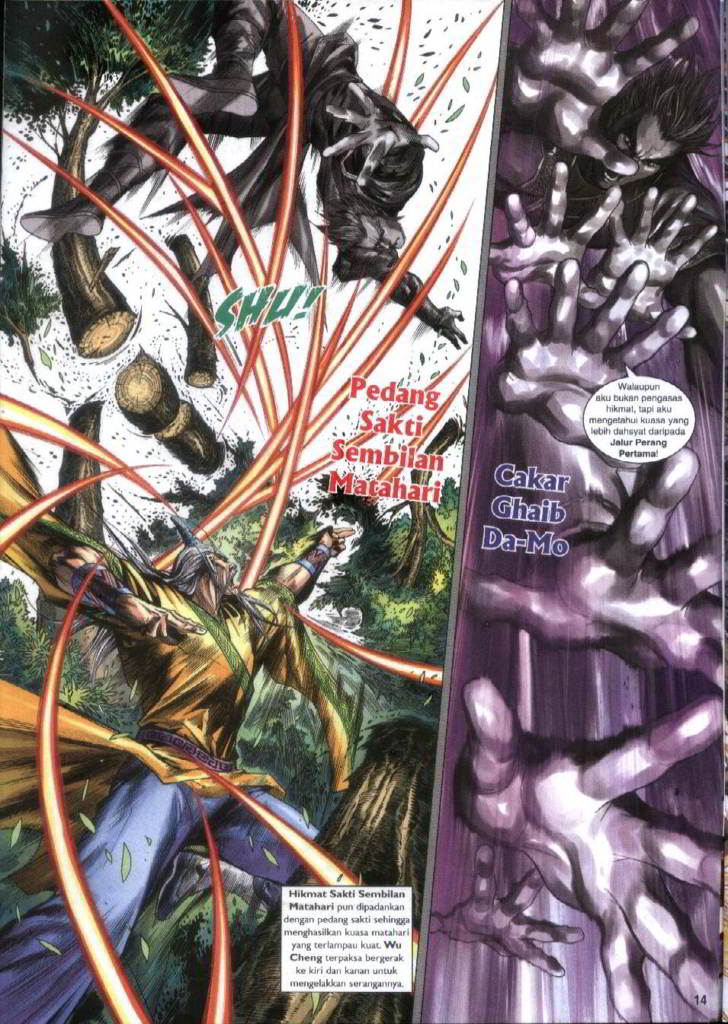 SHU!
Pedang
Sakti
Sembilan
Matahari
Walaupun
aku bukan pengasas
hikmat, tapi aku
mengetahui kuasa yang
lebih dahsyat daripada
Jalur Perang
Pertama!
Cakar
Ghaib
Da-Mo
Hikmat Sakti Sembilan
Matahari pun dipadankan
dengan pedang sakti sehingga
menghasilkan kuasa matahari
yang terlampau kuat. Wu
Cheng terpaksa bergerak
ke kiri dan kanan untuk
mengelakkan serangannya.
14